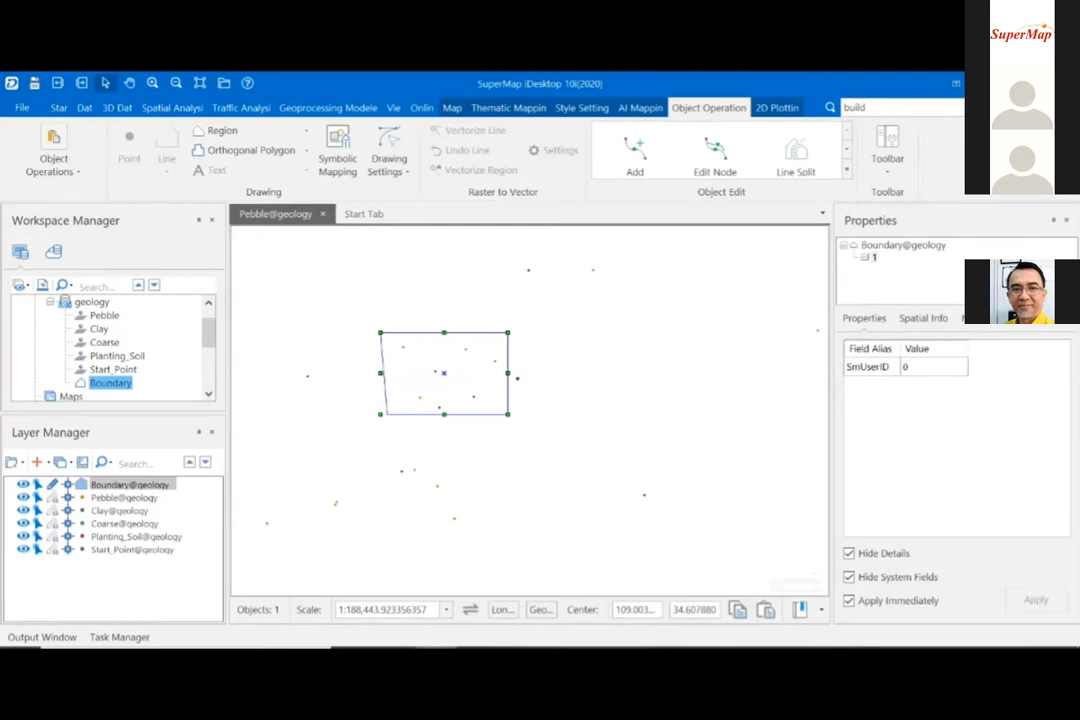 SuperMap
SuperMap iDesktop 10i(2020)
File Star Dat 3D Dat Spatial Analysi Traffic Analysi Geoprocessing Modele Vie Onlin Map Thematic Mappin Style Setting AI Mappin Object Operation 2D Plottin build
Object Operations
Point
Line
Region
Orthogonal Polygon
Text
Symbolic Mapping
Drawing Settings
Drawing
Vectorize Line
Undo Line
Settings
Vectorize Region
Raster to Vector
Add
Edit Node
Line Split
Object Edit
Toolbar
Toolbar
Workspace Manager
Search...
geology
Pebble
Clay
Coarse
Planting_Soil
Start_Point
Boundary
Maps
Layer Manager
Search...
Boundary@geology
Pebble@geology
Clay@geology
Coarse@geology
Planting_Soil@geology
Start_Point@geology
Pebble@geology Start Tab
Objects: 1 Scale: 1:188,443.923356357 Lon... Geo... Center: 109.003... 34.607880
Properties
Boundary@geology
1
Properties Spatial Info
Field Alias Value
SmUserID 0
Hide Details
Hide System Fields
Apply Immediately
Apply
Output Window Task Manager